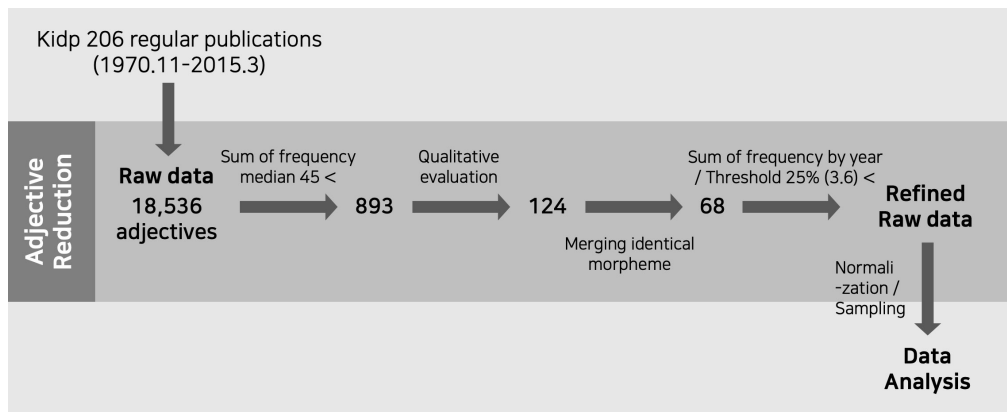 Kidp 206 regular publications
(1970.11-2015.3)
Adjective
Reduction
Raw data
18,536
adjectives
Sum of frequency
median 45 <
893
Qualitative
evaluation
124
Merging identical
morpheme
68
Sum of frequency by year
/ Threshold 25% (3.6) <
Refined
Raw data
Normali
-zation /
Sampling
Data
Analysis